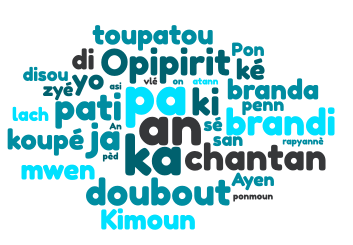 toupatou
di Opipirit Pon
disou yo ké
zyé asi vlé on atann branda
lach pati pa ki penn
An an sé brandi
koupé ja san rapyannè
pèd ka chantan
mwen Ayen
doubout ponmoun
Kimoun